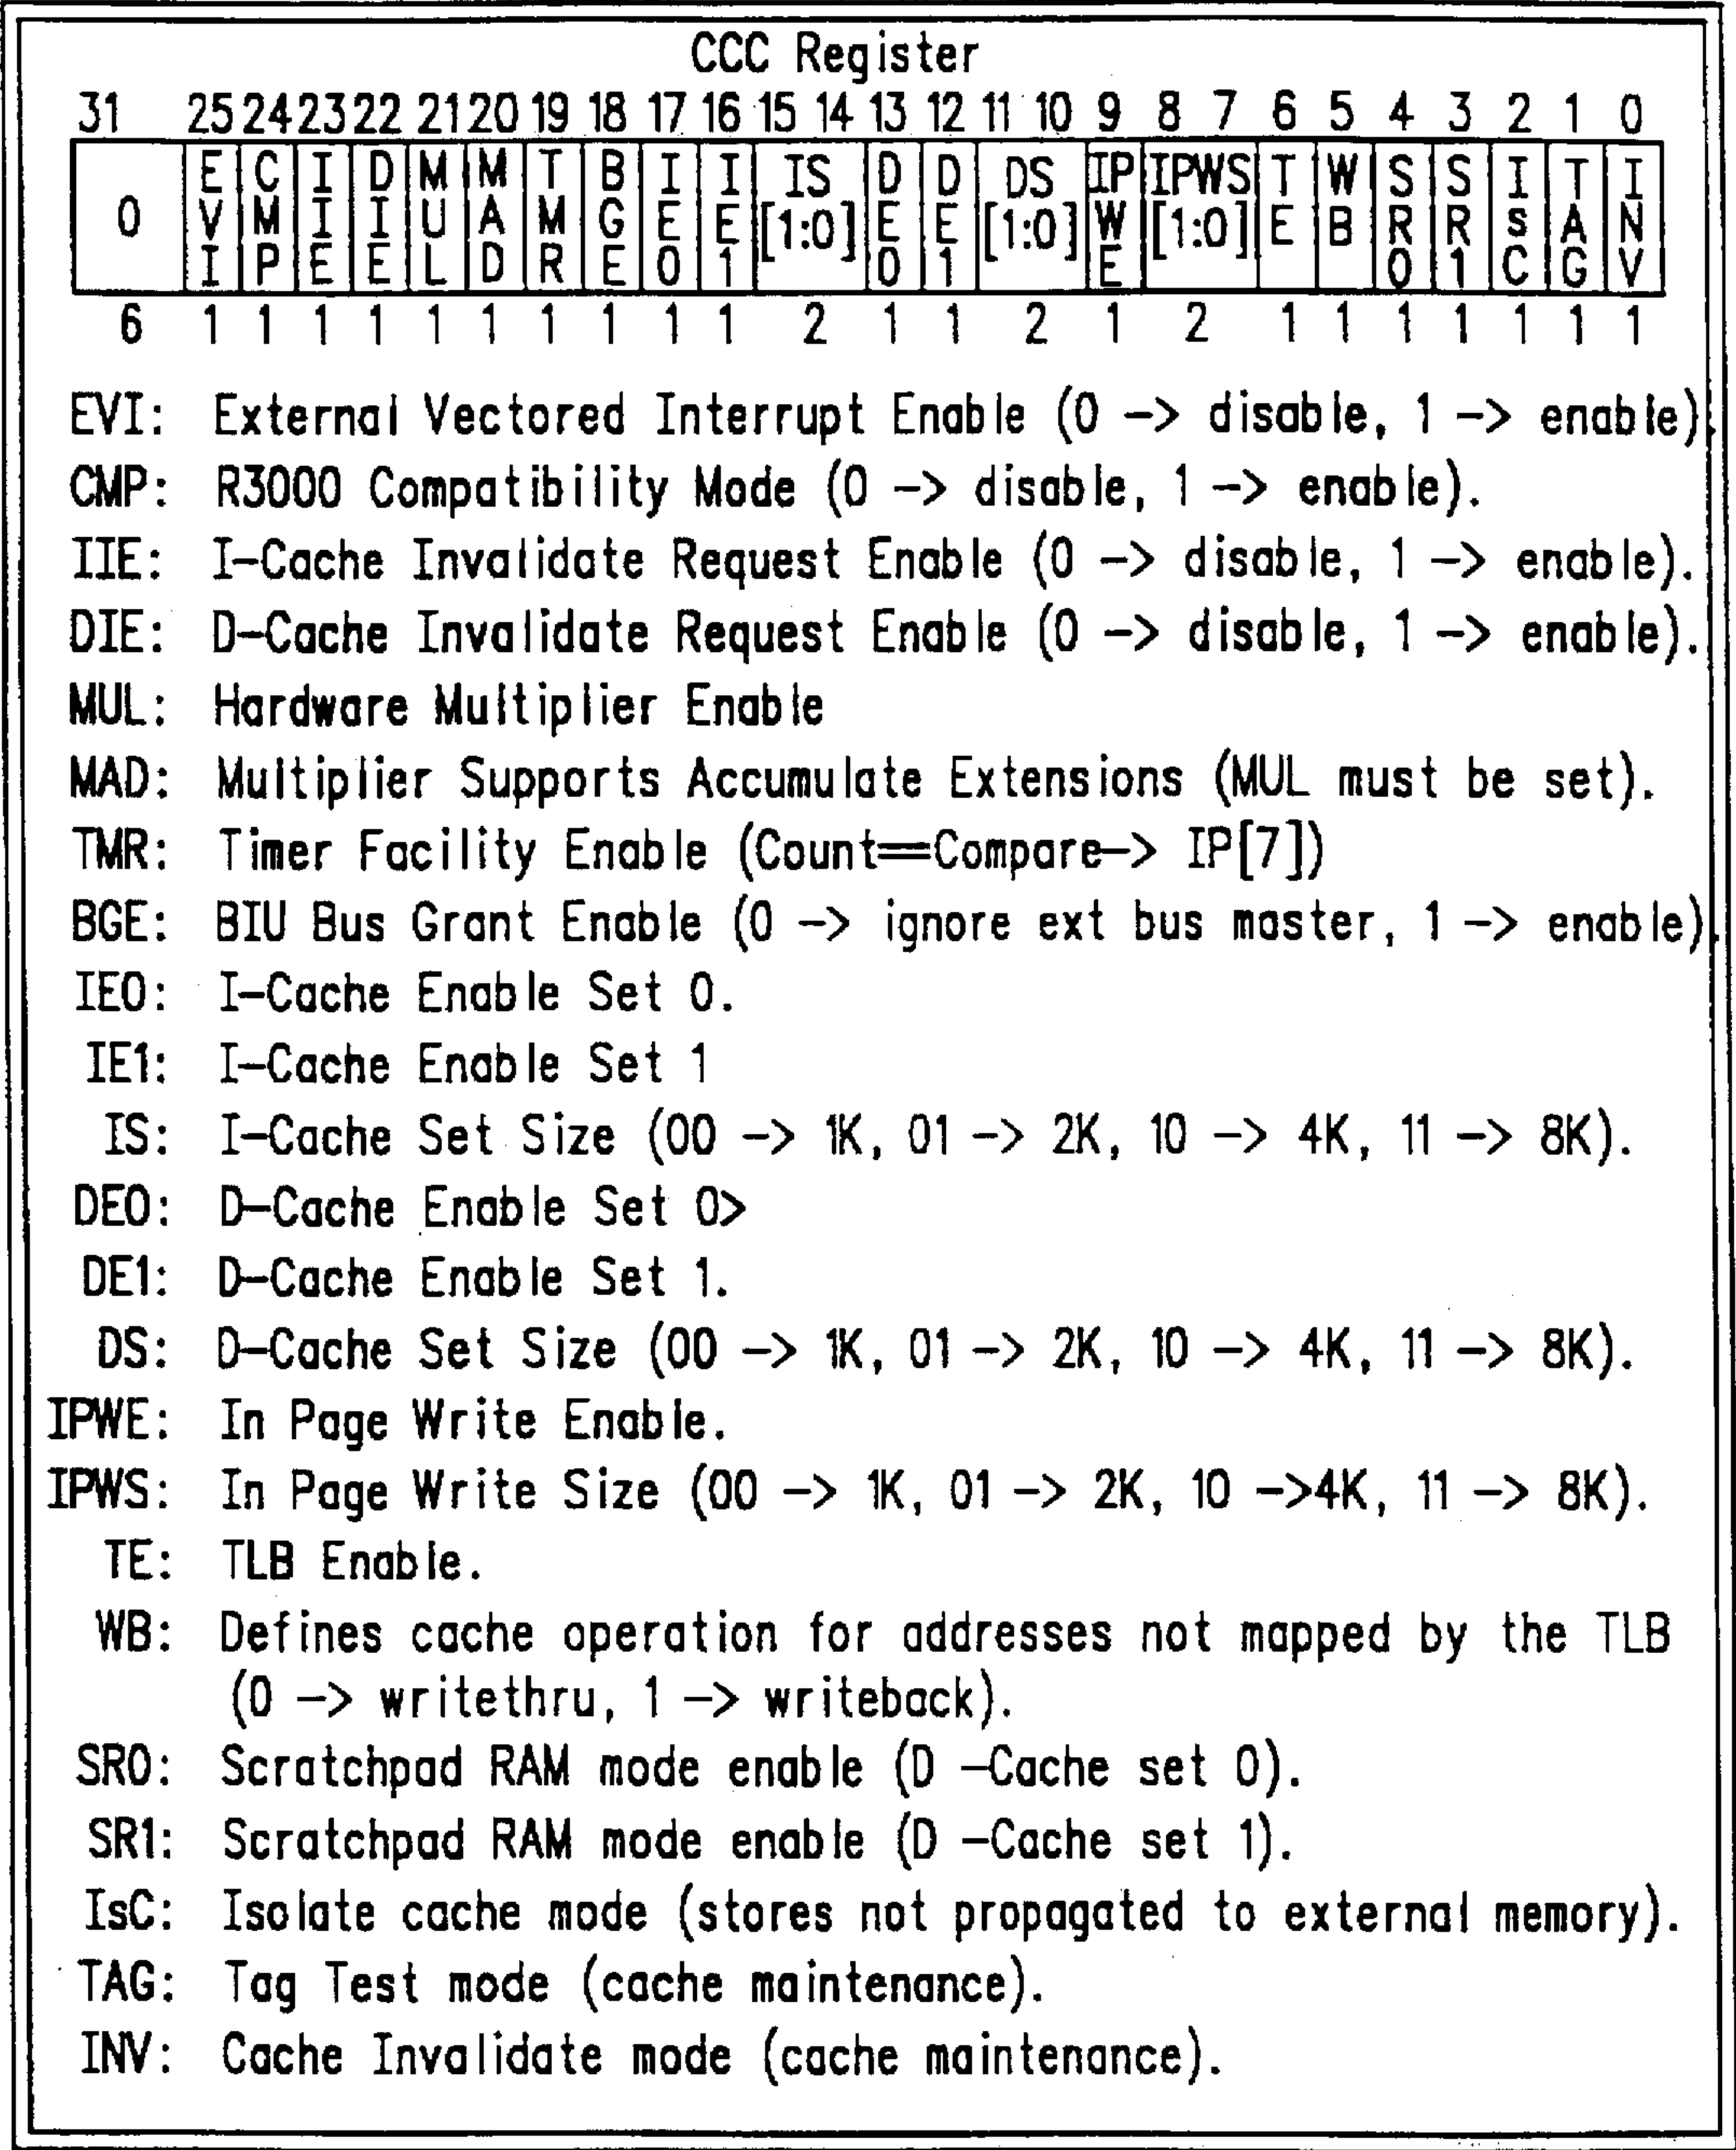 CCC Register
31 25 24 23 22 21 20 19 18 17 16 15 14 13 12 11 10 9 8 7 6 5 4 3 2 1 0
0 EVI CMP IIE DIE MUL MAD TMR BGE IE0 IE1 IS [1:0] DE0 DE1 DS [1:0] IPWE IPWS [1:0] TE WB SR0 SR1 IsC TAG INV
6 1 1 1 1 1 1 1 1 1 1 2 1 1 2 1 2 1 1 1 1 1 1 1
EVI: External Vectored Interrupt Enable (0 -> disable, 1 -> enable).
CMP: R3000 Compatibility Mode (0 -> disable, 1 -> enable).
IIE: I-Cache Invalidate Request Enable (0 -> disable, 1 -> enable).
DIE: D-Cache Invalidate Request Enable (0 -> disable, 1 -> enable).
MUL: Hardware Multiplier Enable
MAD: Multiplier Supports Accumulate Extensions (MUL must be set).
TMR: Timer Facility Enable (Count==Compare-> IP[7])
BGE: BIU Bus Grant Enable (0 -> ignore ext bus master, 1 -> enable).
IE0: I-Cache Enable Set 0.
IE1: I-Cache Enable Set 1
IS: I-Cache Set Size (00 -> 1K, 01 -> 2K, 10 -> 4K, 11 -> 8K).
DE0: D-Cache Enable Set 0>
DE1: D-Cache Enable Set 1.
DS: D-Cache Set Size (00 -> 1K, 01 -> 2K, 10 -> 4K, 11 -> 8K).
IPWE: In Page Write Enable.
IPWS: In Page Write Size (00 -> 1K, 01 -> 2K, 10 ->4K, 11 -> 8K).
TE: TLB Enable.
WB: Defines cache operation for addresses not mapped by the TLB
(0 -> writethru, 1 -> writeback).
SR0: Scratchpad RAM mode enable (D -Cache set 0).
SR1: Scratchpad RAM mode enable (D -Cache set 1).
IsC: Isolate cache mode (stores not propagated to external memory).
TAG: Tag Test mode (cache maintenance).
INV: Cache Invalidate mode (cache maintenance).